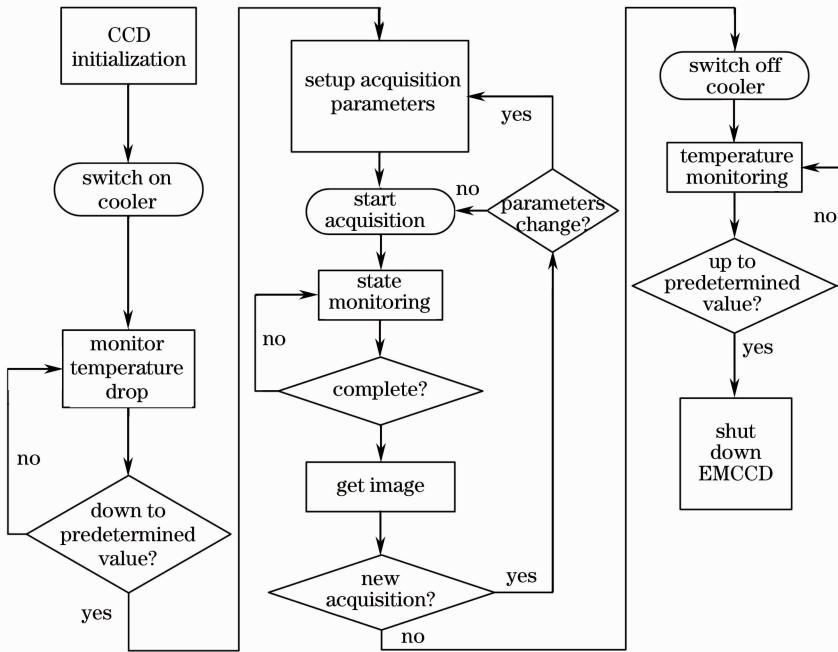 CCD
initialization
switch on
cooler
monitor
temperature
drop
no
down to
predetermined
value?
yes
setup acquisition
parameters
yes
no
parameters
change?
start
acquisition
state
monitoring
no
complete?
get image
new
acquisition?
yes
no
switch off
cooler
temperature
monitoring
no
up to
predetermined
value?
yes
shut
down
EMCCD